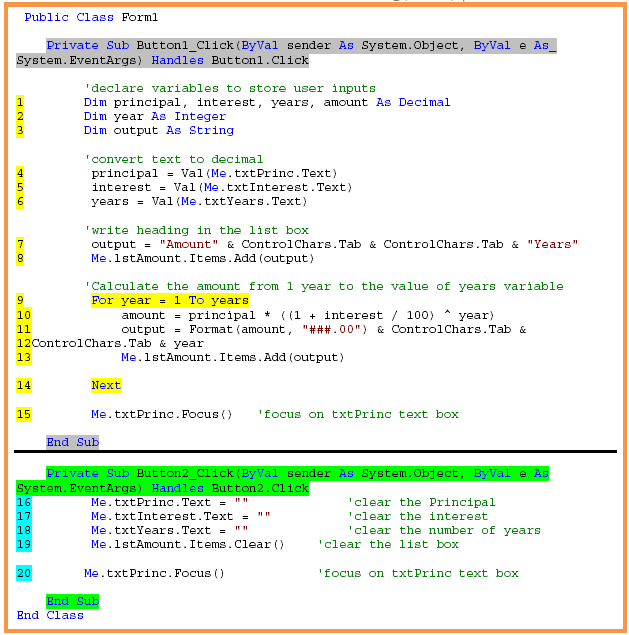 Public Class Form1
Private Sub Button1_Click(ByVal sender As System.Object, ByVal e As_
System.EventArgs) Handles Button1.Click
'declare variables to store user inputs
1 Dim principal, interest, years, amount As Decimal
2 Dim year As Integer
3 Dim output As String
'convert text to decimal
4 principal = Val(Me.txtPrinc.Text)
5 interest = Val(Me.txtInterest.Text)
6 years = Val(Me.txtYears.Text)
'write heading in the list box
7 output = "Amount" & ControlChars.Tab & ControlChars.Tab & "Years"
8 Me.lstAmount.Items.Add(output)
'Calculate the amount from 1 year to the value of years variable
9 For year = 1 To years
10 amount = principal * ((1 + interest / 100) ^ year)
11 output = Format(amount, "###.00") & ControlChars.Tab &
12ControlChars.Tab & year
13 Me.lstAmount.Items.Add(output)
14 Next
15 Me.txtPrinc.Focus() 'focus on txtPrinc text box
End Sub
Private Sub Button2_Click(ByVal sender As System.Object, ByVal e As
System.EventArgs) Handles Button2.Click
16 Me.txtPrinc.Text = "" 'clear the Principal
17 Me.txtInterest.Text = "" 'clear the interest
18 Me.txtYears.Text = "" 'clear the number of years
19 Me.lstAmount.Items.Clear() 'clear the list box
20 Me.txtPrinc.Focus() 'focus on txtPrinc text box
End Sub
End Class